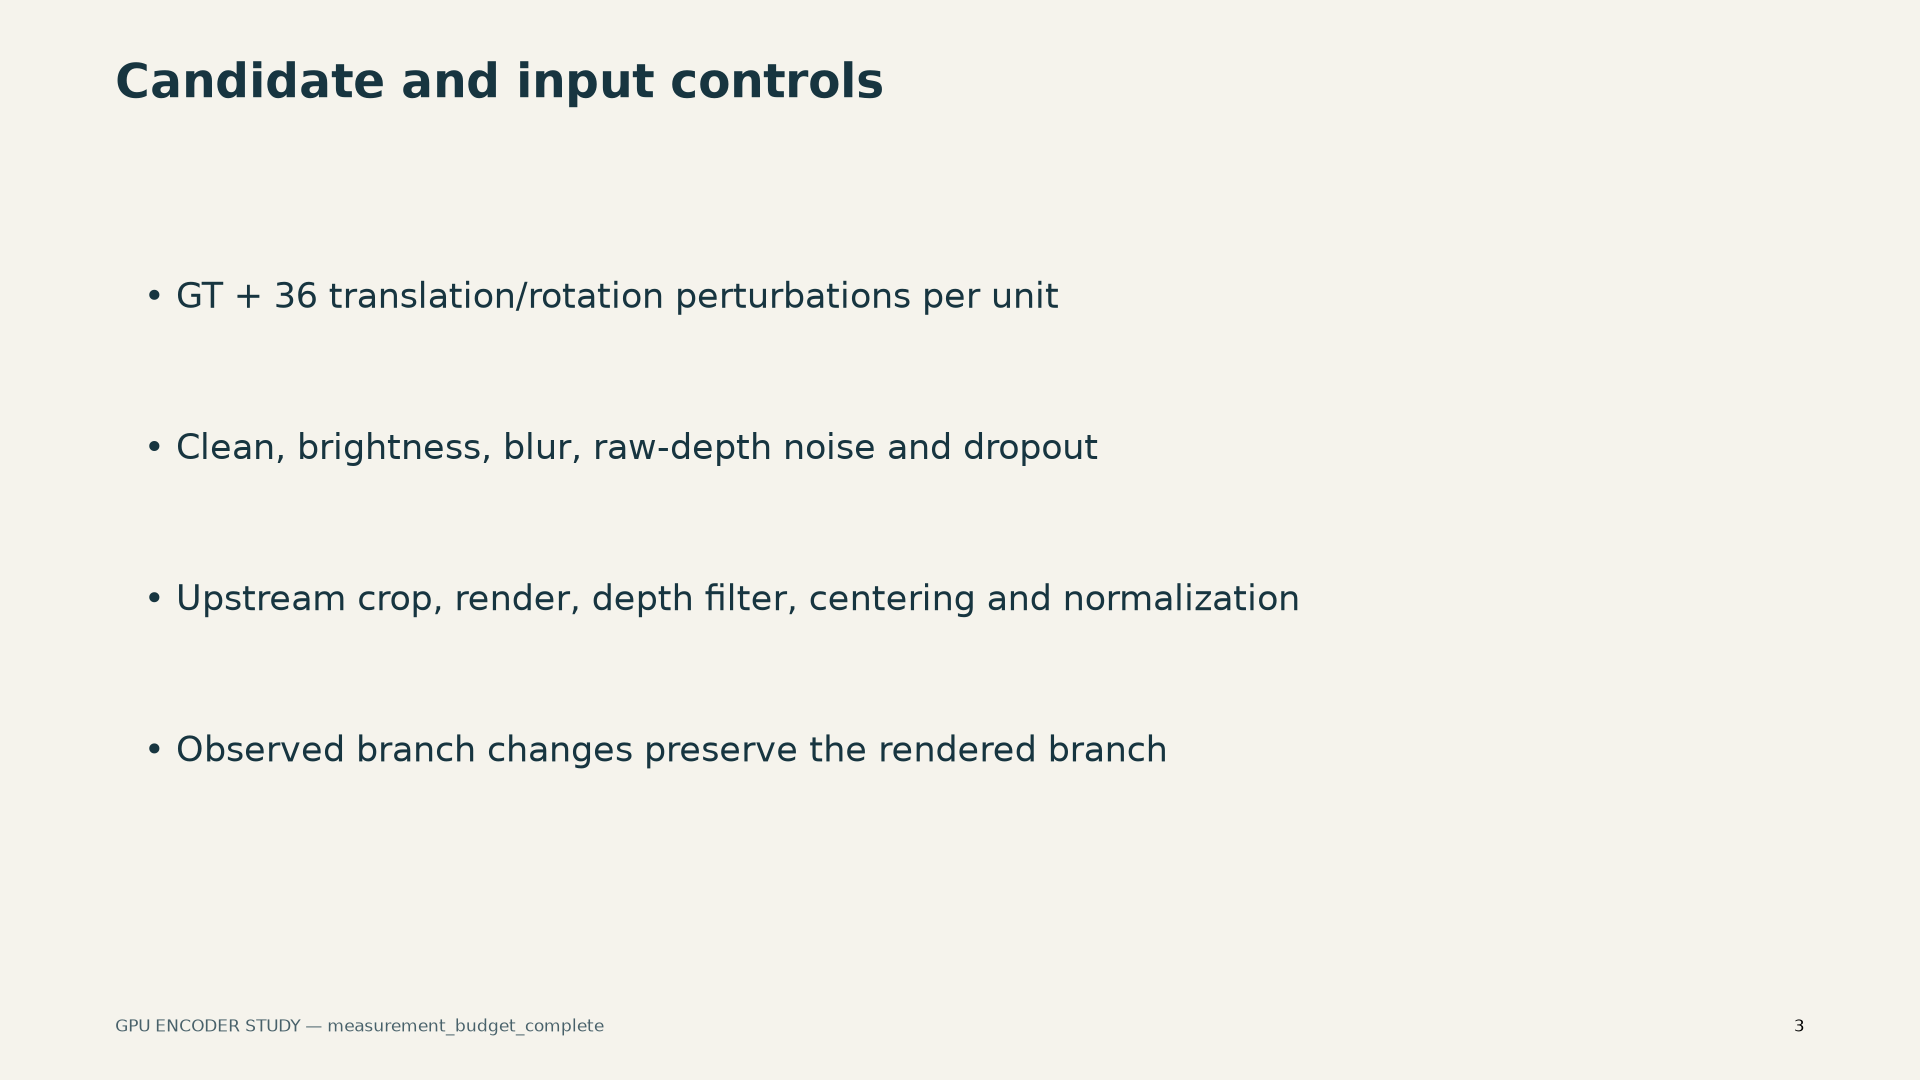 Candidate and input controls
• GT + 36 translation/rotation perturbations per unit
• Clean, brightness, blur, raw-depth noise and dropout
• Upstream crop, render, depth filter, centering and normalization
• Observed branch changes preserve the rendered branch
GPU ENCODER STUDY — measurement_budget_complete
3